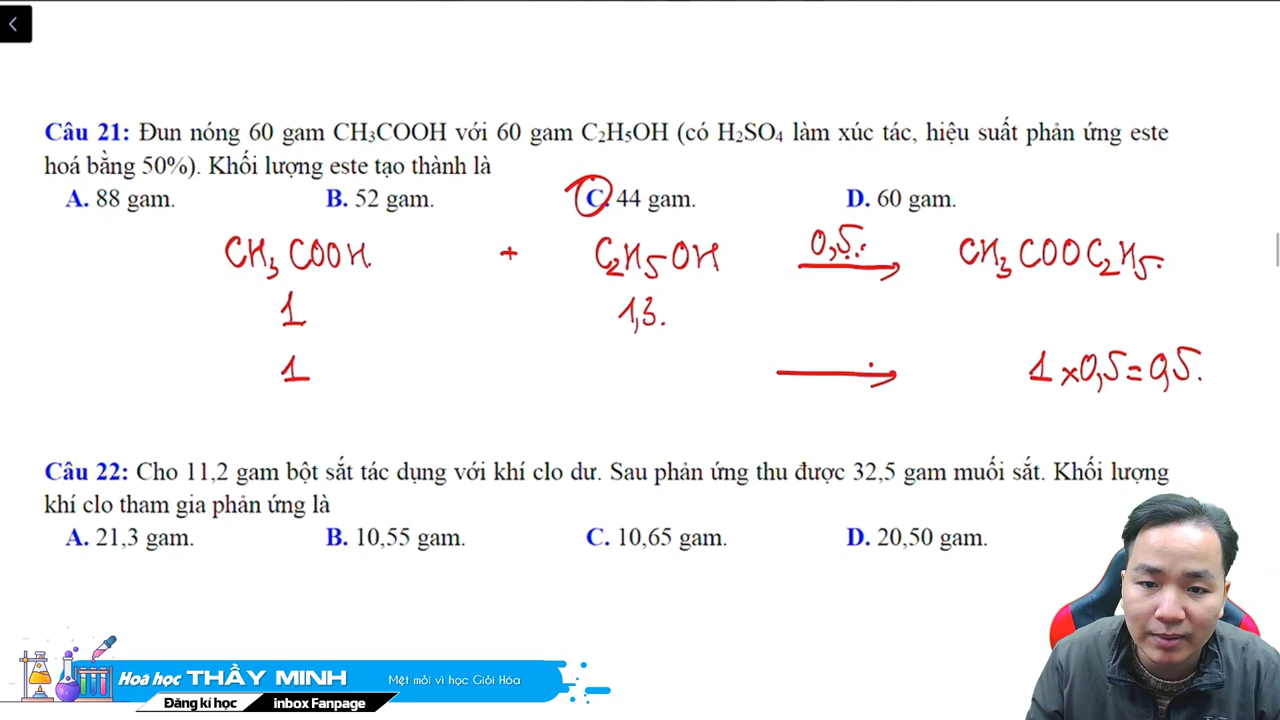 Câu 21: Đun nóng 60 gam CH₃COOH với 60 gam C₂H₅OH (có H₂SO₄ làm xúc tác, hiệu suất phản ứng este
hoá bằng 50%). Khối lượng este tạo thành là
A. 88 gam. B. 52 gam. C. 44 gam. D. 60 gam.
CH₃COOH + C₂H₅OH 0,5 → CH₃COOC₂H₅.
1 1,3.
1 → 1 × 0,5 = 0,5.
Câu 22: Cho 11,2 gam bột sắt tác dụng với khí clo dư. Sau phản ứng thu được 32,5 gam muối sắt. Khối lượng
khí clo tham gia phản ứng là
A. 21,3 gam. B. 10,55 gam. C. 10,65 gam. D. 20,50 gam.
Hoá học THẦY MINH Mệt mỏi vì học Giỏi Hóa
Đăng kí học inbox Fanpage